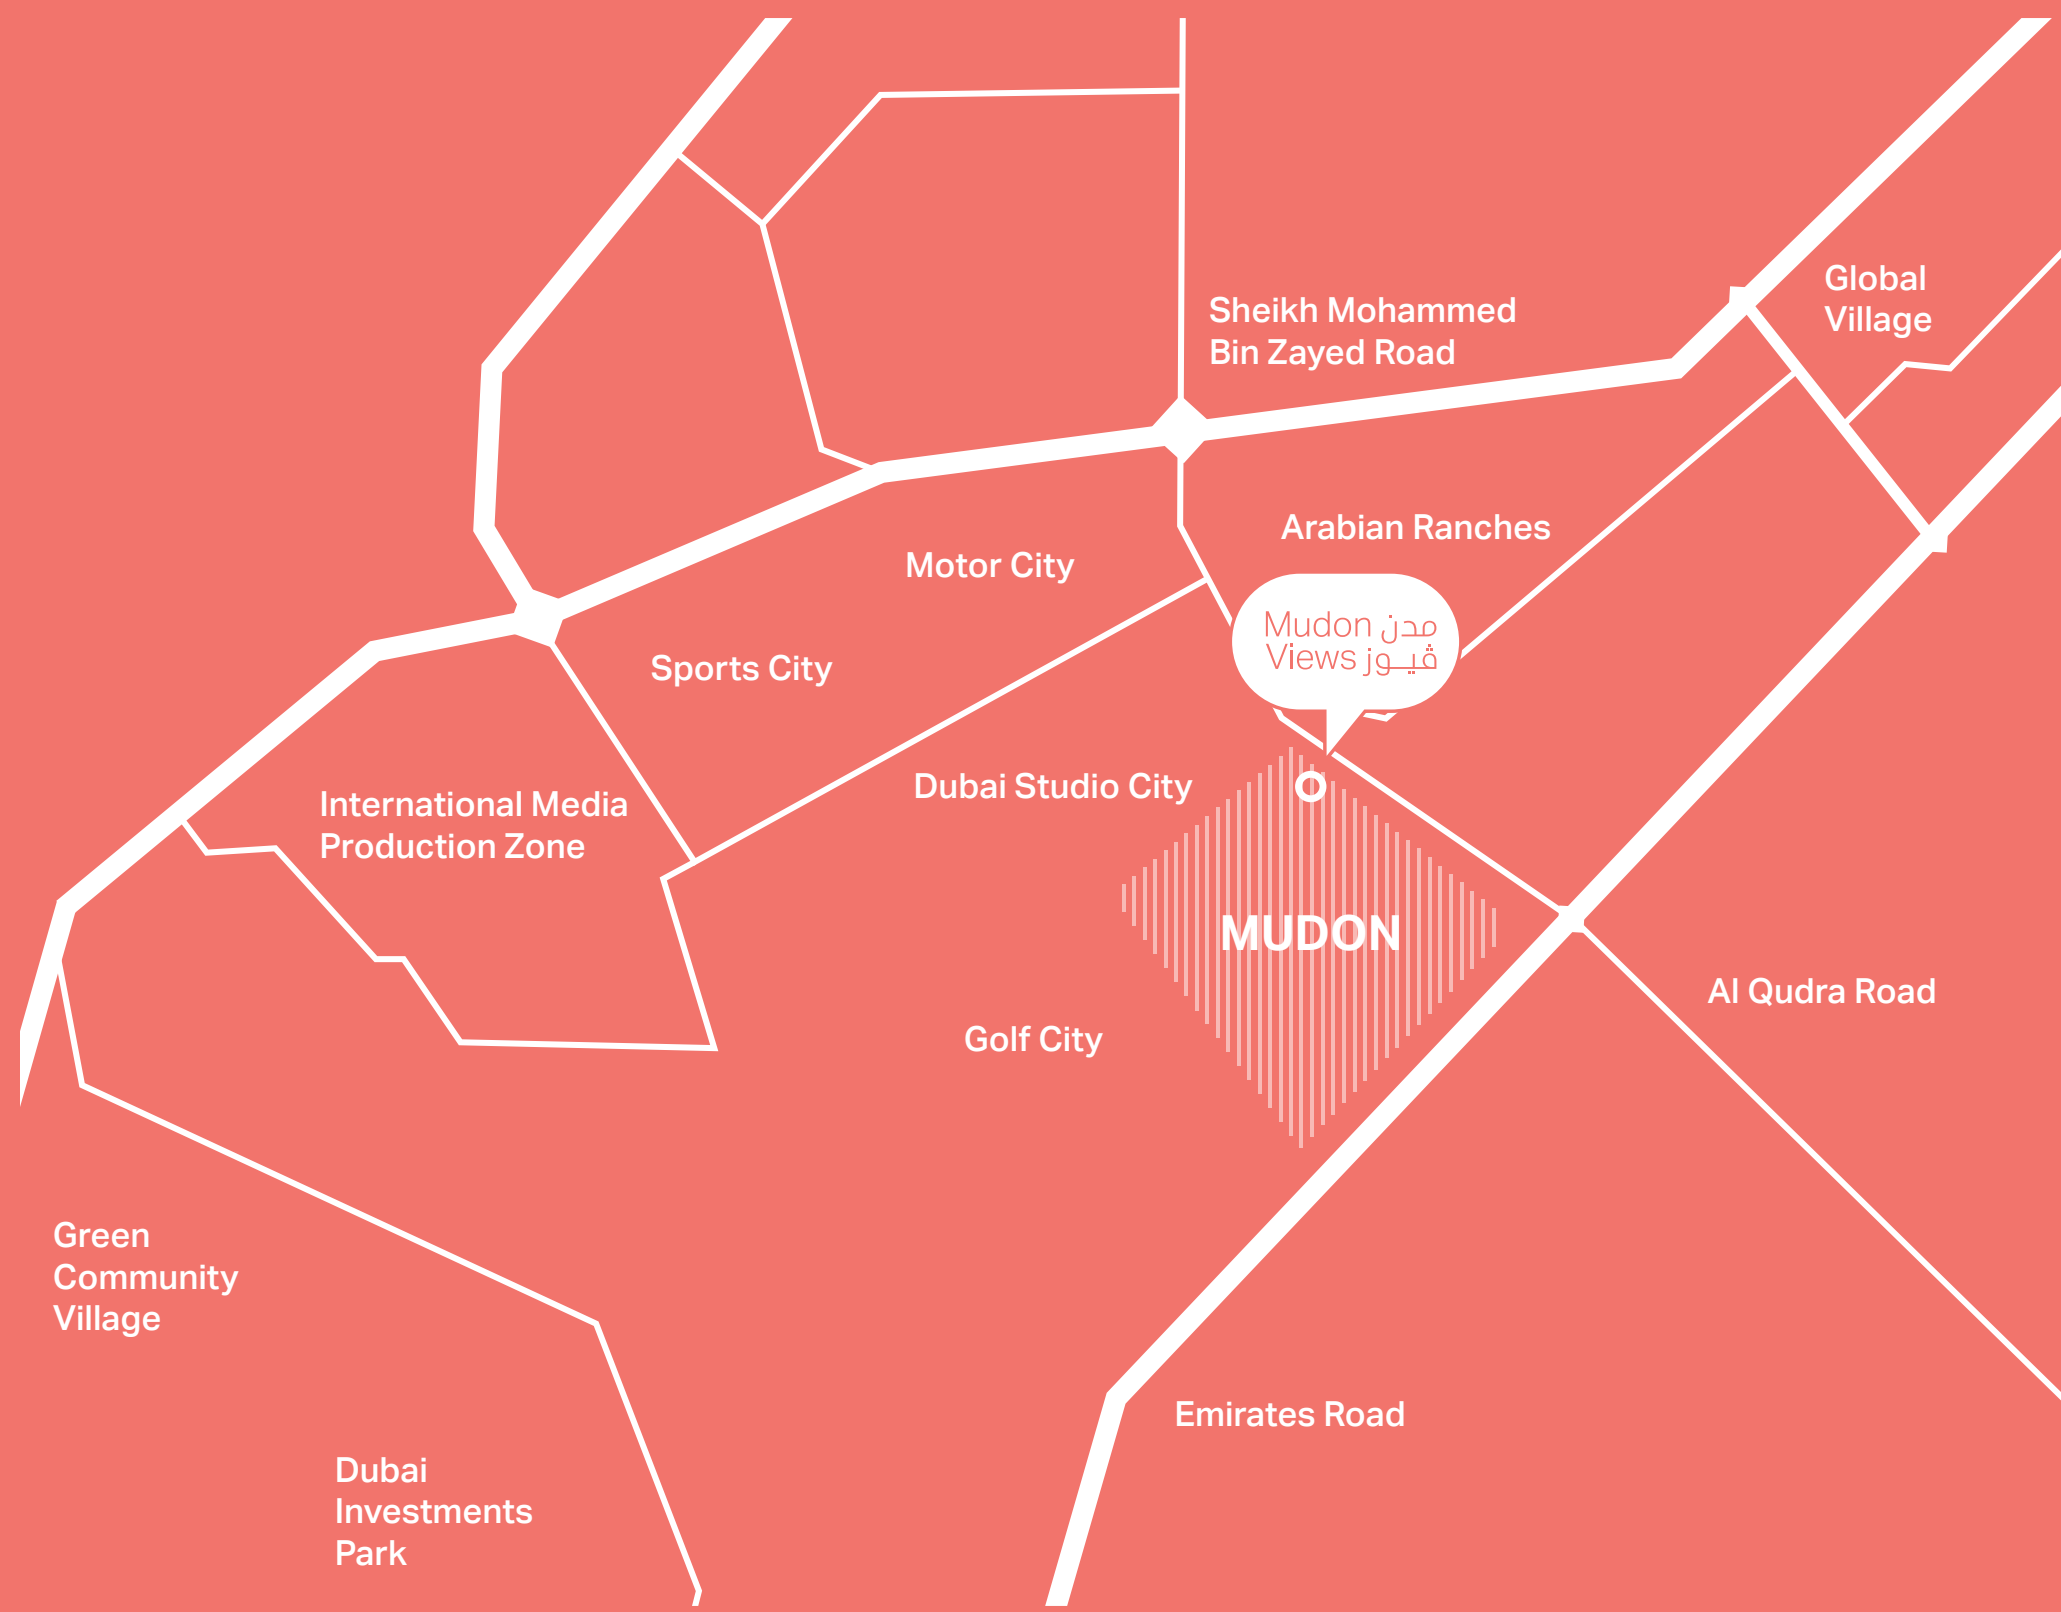 Global
Village
Sheikh Mohammed
Bin Zayed Road
Arabian Ranches
Motor City
Mudon مدن
Views ڤيوز
Sports City
Dubai Studio City
International Media
Production Zone
MUDON
Al Qudra Road
Golf City
Green
Community
Village
Emirates Road
Dubai
Investments
Park